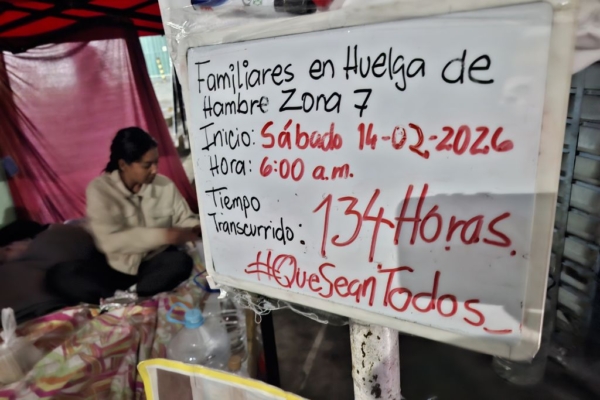 Familiares en Huelga de
Hambre Zona 7
Inicio: Sábado 14-02-2026
Hora: 6:00 a.m.
Tiempo
Transcurrido: 134 Horas.
#QueSeanTodos_